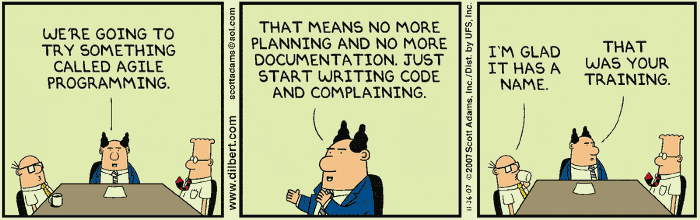 WE'RE GOING TO
TRY SOMETHING
CALLED AGILE
PROGRAMMING.
www.dilbert.com
scottadams@aol.com
THAT MEANS NO MORE
PLANNING AND NO MORE
DOCUMENTATION. JUST
START WRITING CODE
AND COMPLAINING.
11-26-07 ©2007 Scott Adams, Inc./Dist. by UFS, Inc.
I'M GLAD
IT HAS A
NAME.
THAT
WAS YOUR
TRAINING.